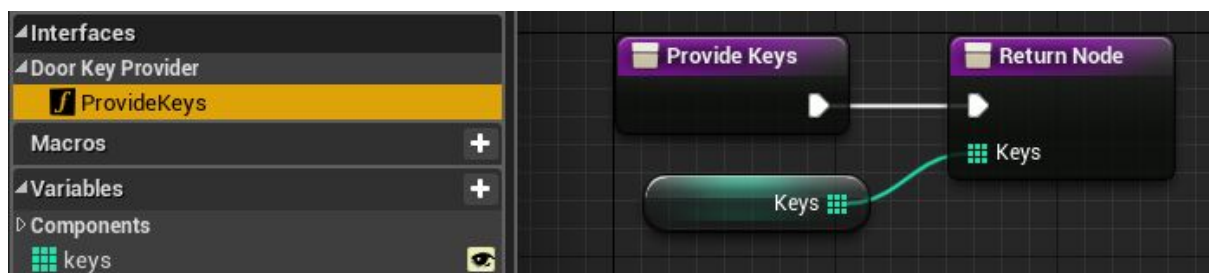 Interfaces
Door Key Provider
f ProvideKeys
Macros
Variables
Components
keys
Provide Keys
Return Node
Keys
Keys